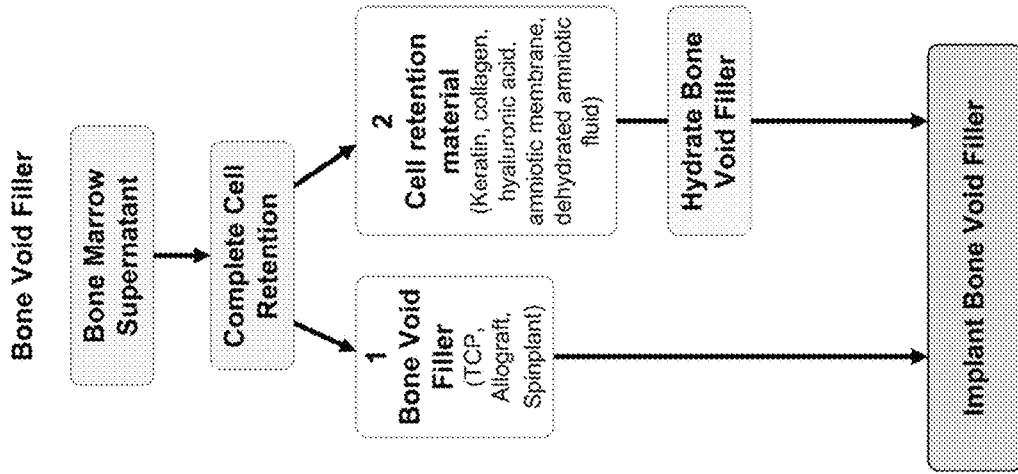 Bone Void Filler
Bone Marrow
Supernatant
Complete Cell
Retention
1
Bone Void
Filler
(TCP,
Allograft,
Spinplant)
2
Cell retention
material
(Keratin, collagen,
hyaluronic acid,
amniotic membrane,
dehydrated amniotic
fluid)
Hydrate Bone
Void Filler
Implant Bone Void Filler